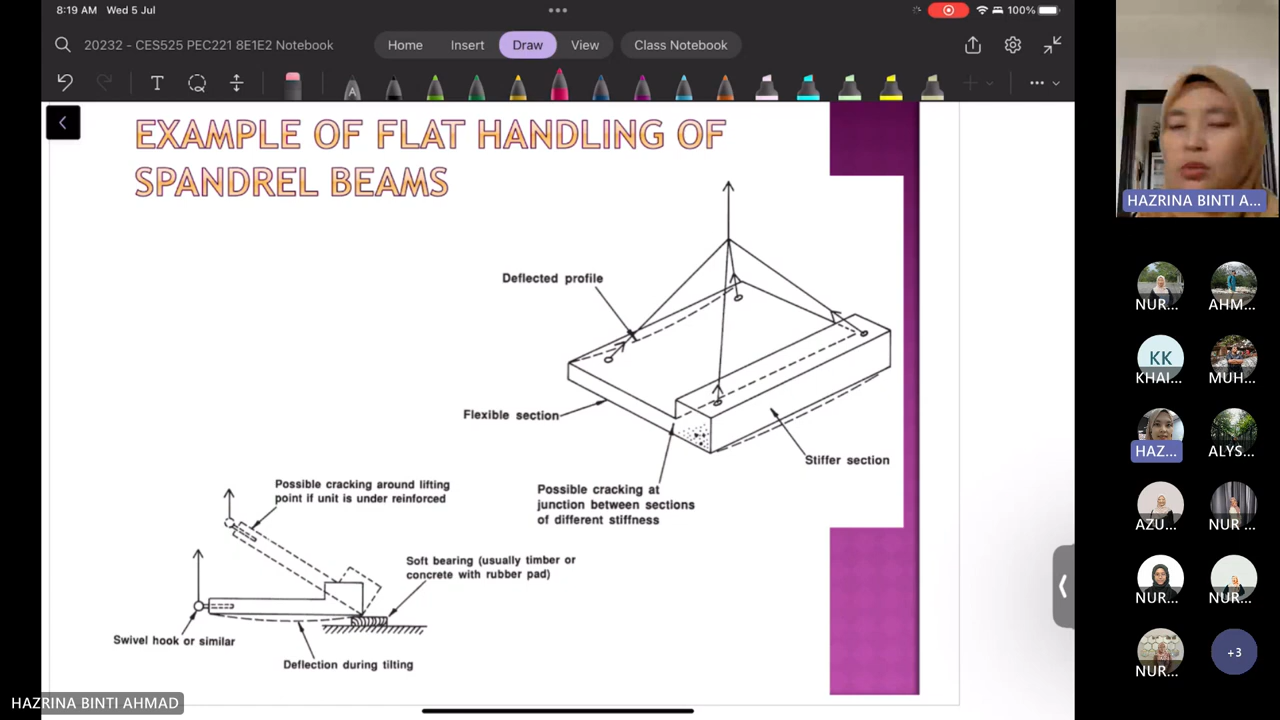 8:19 AM Wed 5 Jul
100%
20232 - CES525 PEC221 8E1E2 Notebook
Home
Insert
Draw
View
Class Notebook
T
A
EXAMPLE OF FLAT HANDLING OF
SPANDREL BEAMS
Deflected profile
Flexible section
Stiffer section
Possible cracking at
junction between sections
of different stiffness
Possible cracking around lifting
point if unit is under reinforced
Soft bearing (usually timber or
concrete with rubber pad)
Swivel hook or similar
Deflection during tilting
HAZRINA BINTI AHMAD
HAZRINA BINTI A...
NUR...
AHM...
KK
KHAI...
MUH...
HAZ...
ALYS...
AZU...
NUR ...
NUR...
NUR...
NUR...
+3